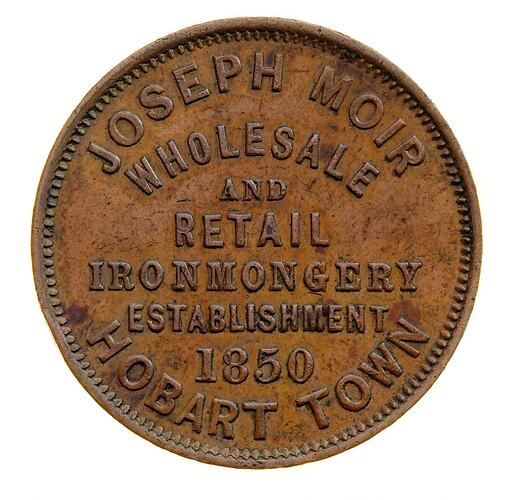 JOSEPH MOIR
WHOLESALE
AND
RETAIL
IRONMONGERY
ESTABLISHMENT
1850
HOBART TOWN